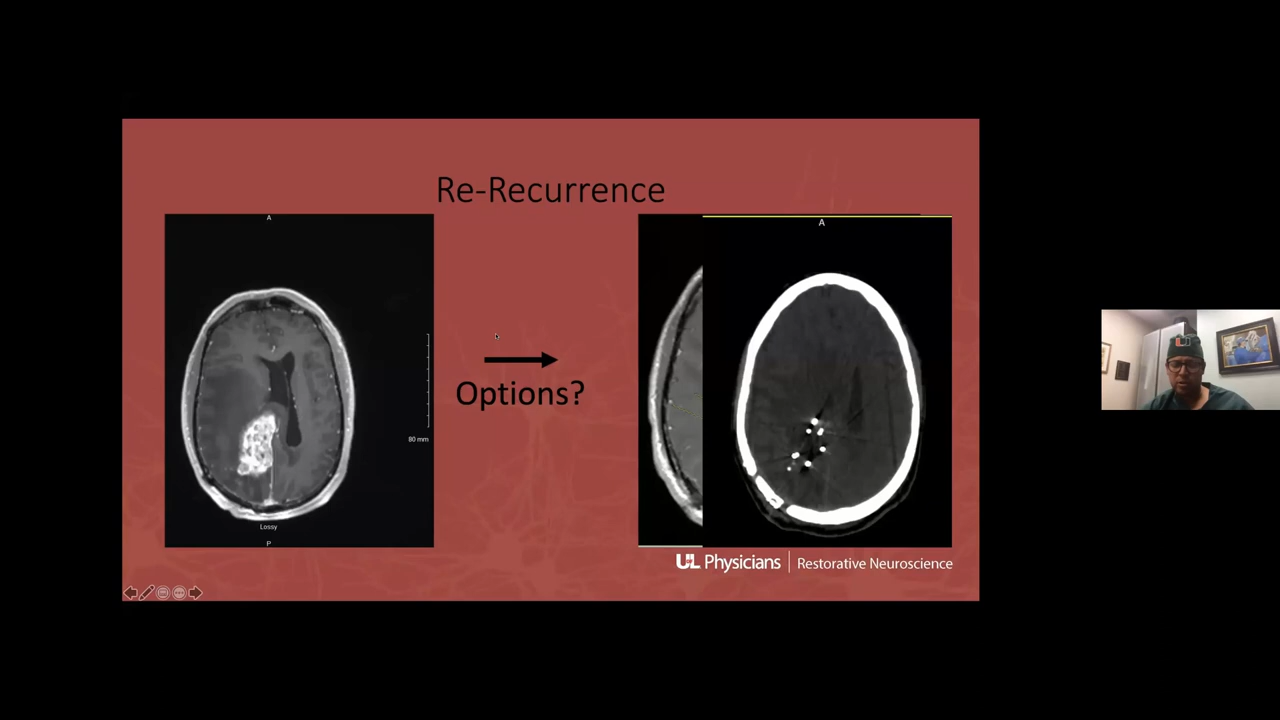 Re-Recurrence
A
A
Options?
80 mm
Lossy
P
UL Physicians | Restorative Neuroscience